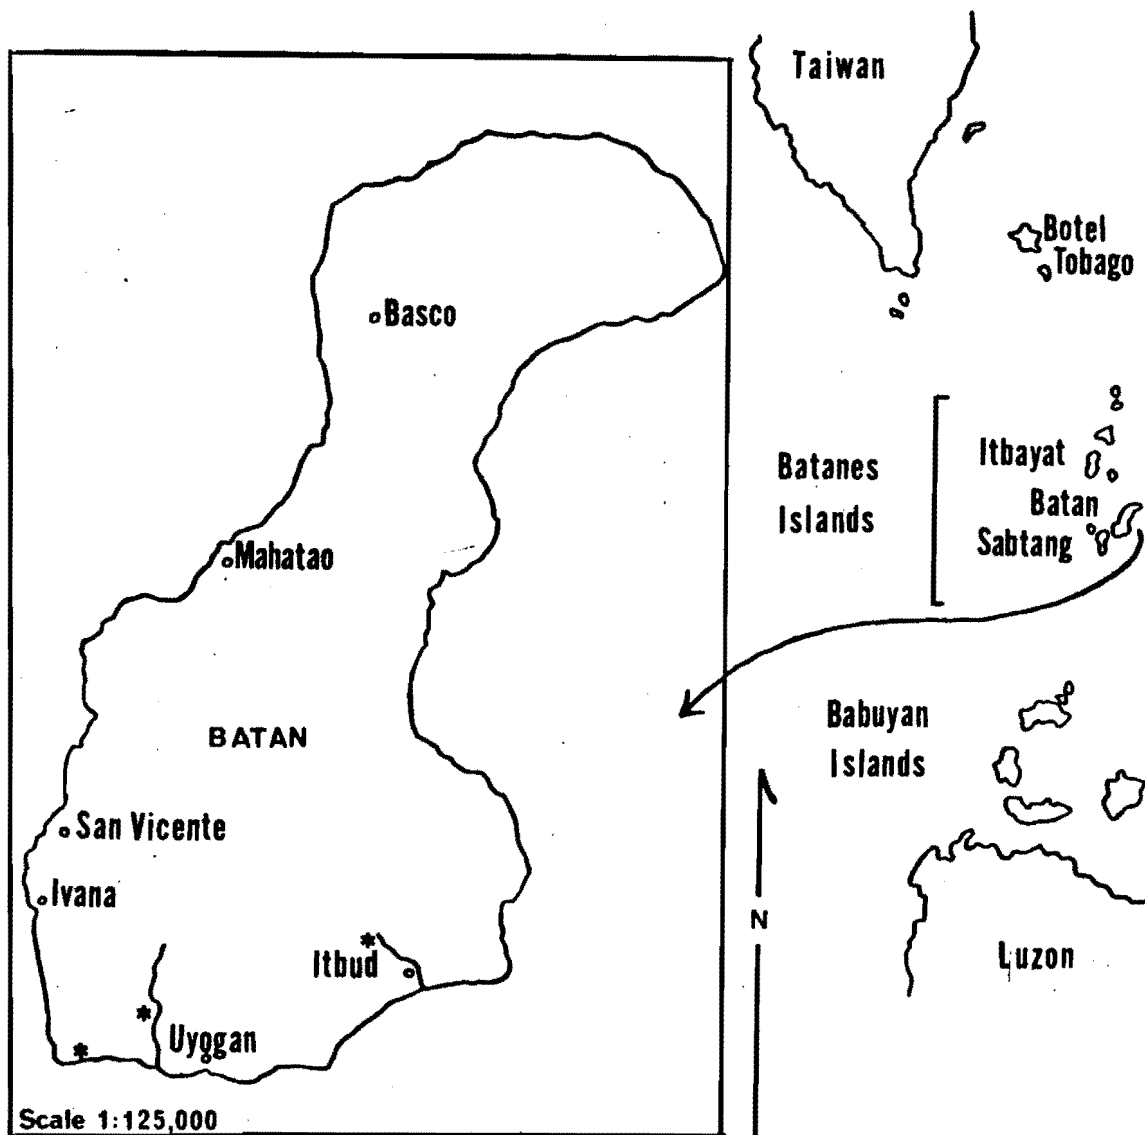 Taiwan
Botel
Tobago
Basco
Batanes
Islands
Itbayat
Batan
Sabtang
Mahatao
BATAN
Babuyan
Islands
San Vicente
Ivana
N
Itbud
Luzon
*
*
*
Uyogan
Scale 1:125,000